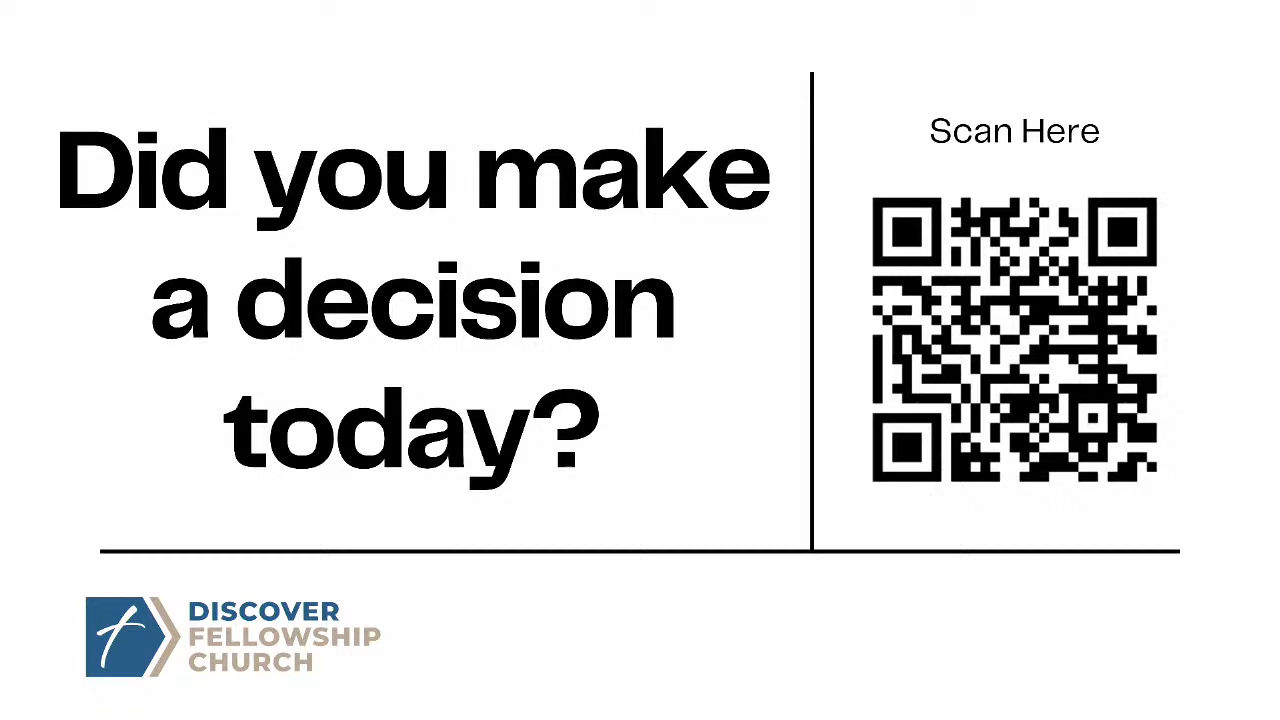 Did you make
a decision
today?
Scan Here
DISCOVER
FELLOWSHIP
CHURCH